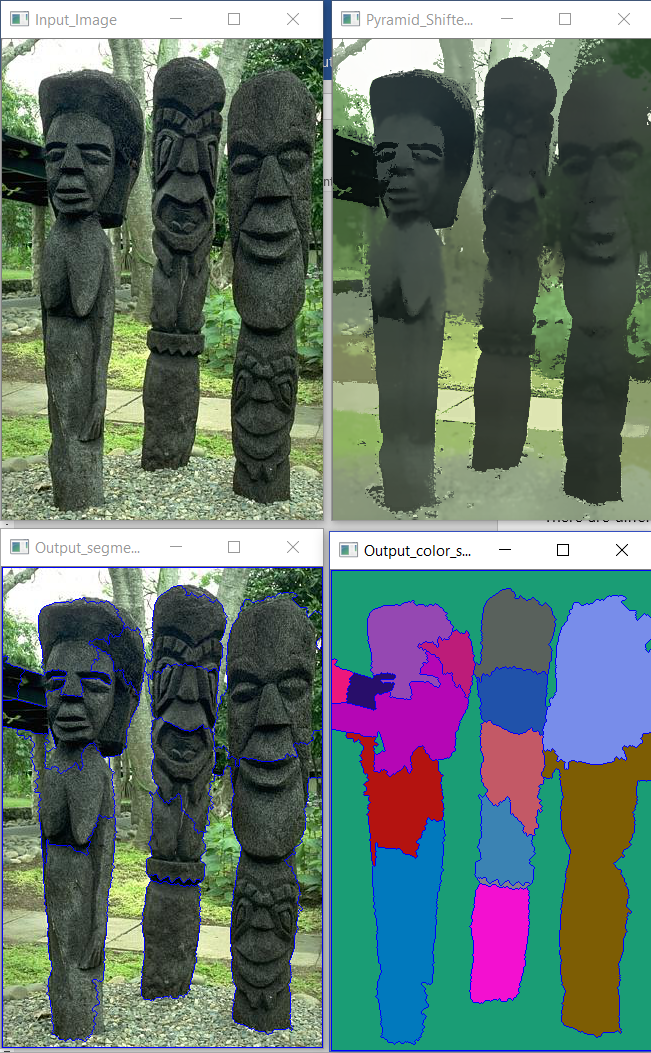 Input_Image
Pyramid_Shifte...
Output_segme...
Output_color_s...